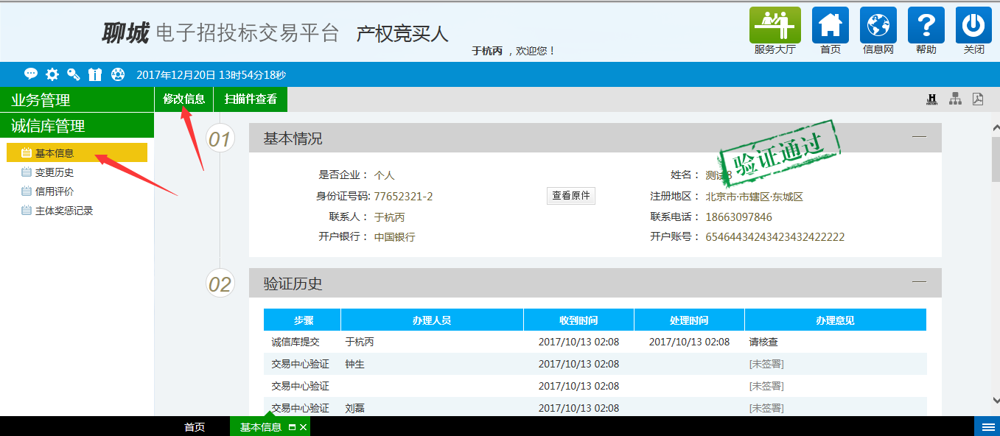 聊城 电子招投标交易平台 产权竞买人
于杭丙 ，欢迎您！
服务大厅 首页 信息网 帮助 关闭
2017年12月20日 13时54分18秒
业务管理
修改信息 扫描件查看
诚信库管理
基本信息
变更历史
信用评价
主体奖惩记录
01 基本情况
验证通过
是否企业： 个人 姓名： 测试8
身份证号码: 77652321-2 查看原件 注册地区： 北京市·市辖区·东城区
联系人： 于杭丙 联系电话： 18663097846
开户银行： 中国银行 开户账号： 65464434243423432422222
02 验证历史
步骤 办理人员 收到时间 处理时间 办理意见
诚信库提交 于杭丙 2017/10/13 02:08 2017/10/13 02:08 请核查
交易中心验证 钟生 2017/10/13 02:08 [未签署]
交易中心验证 2017/10/13 02:08 [未签署]
交易中心验证 刘磊 2017/10/13 02:08 [未签署]
首页 基本信息